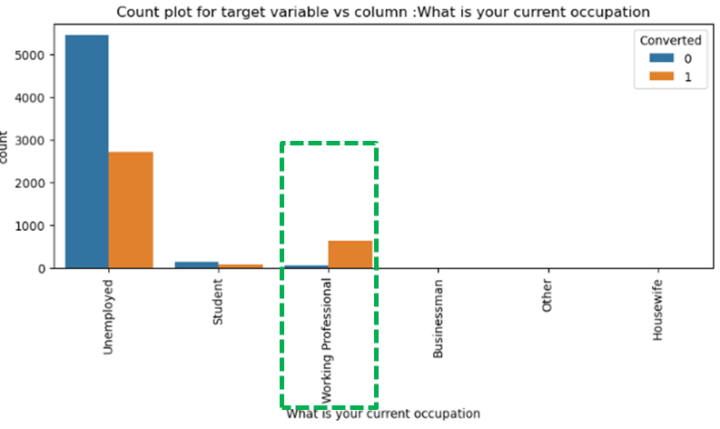 Count plot for target variable vs column :What is your current occupation
Converted
0
1
5000
4000
3000
2000
1000
0
count
Unemployed
Student
Working Professional
Businessman
Other
Housewife
What is your current occupation